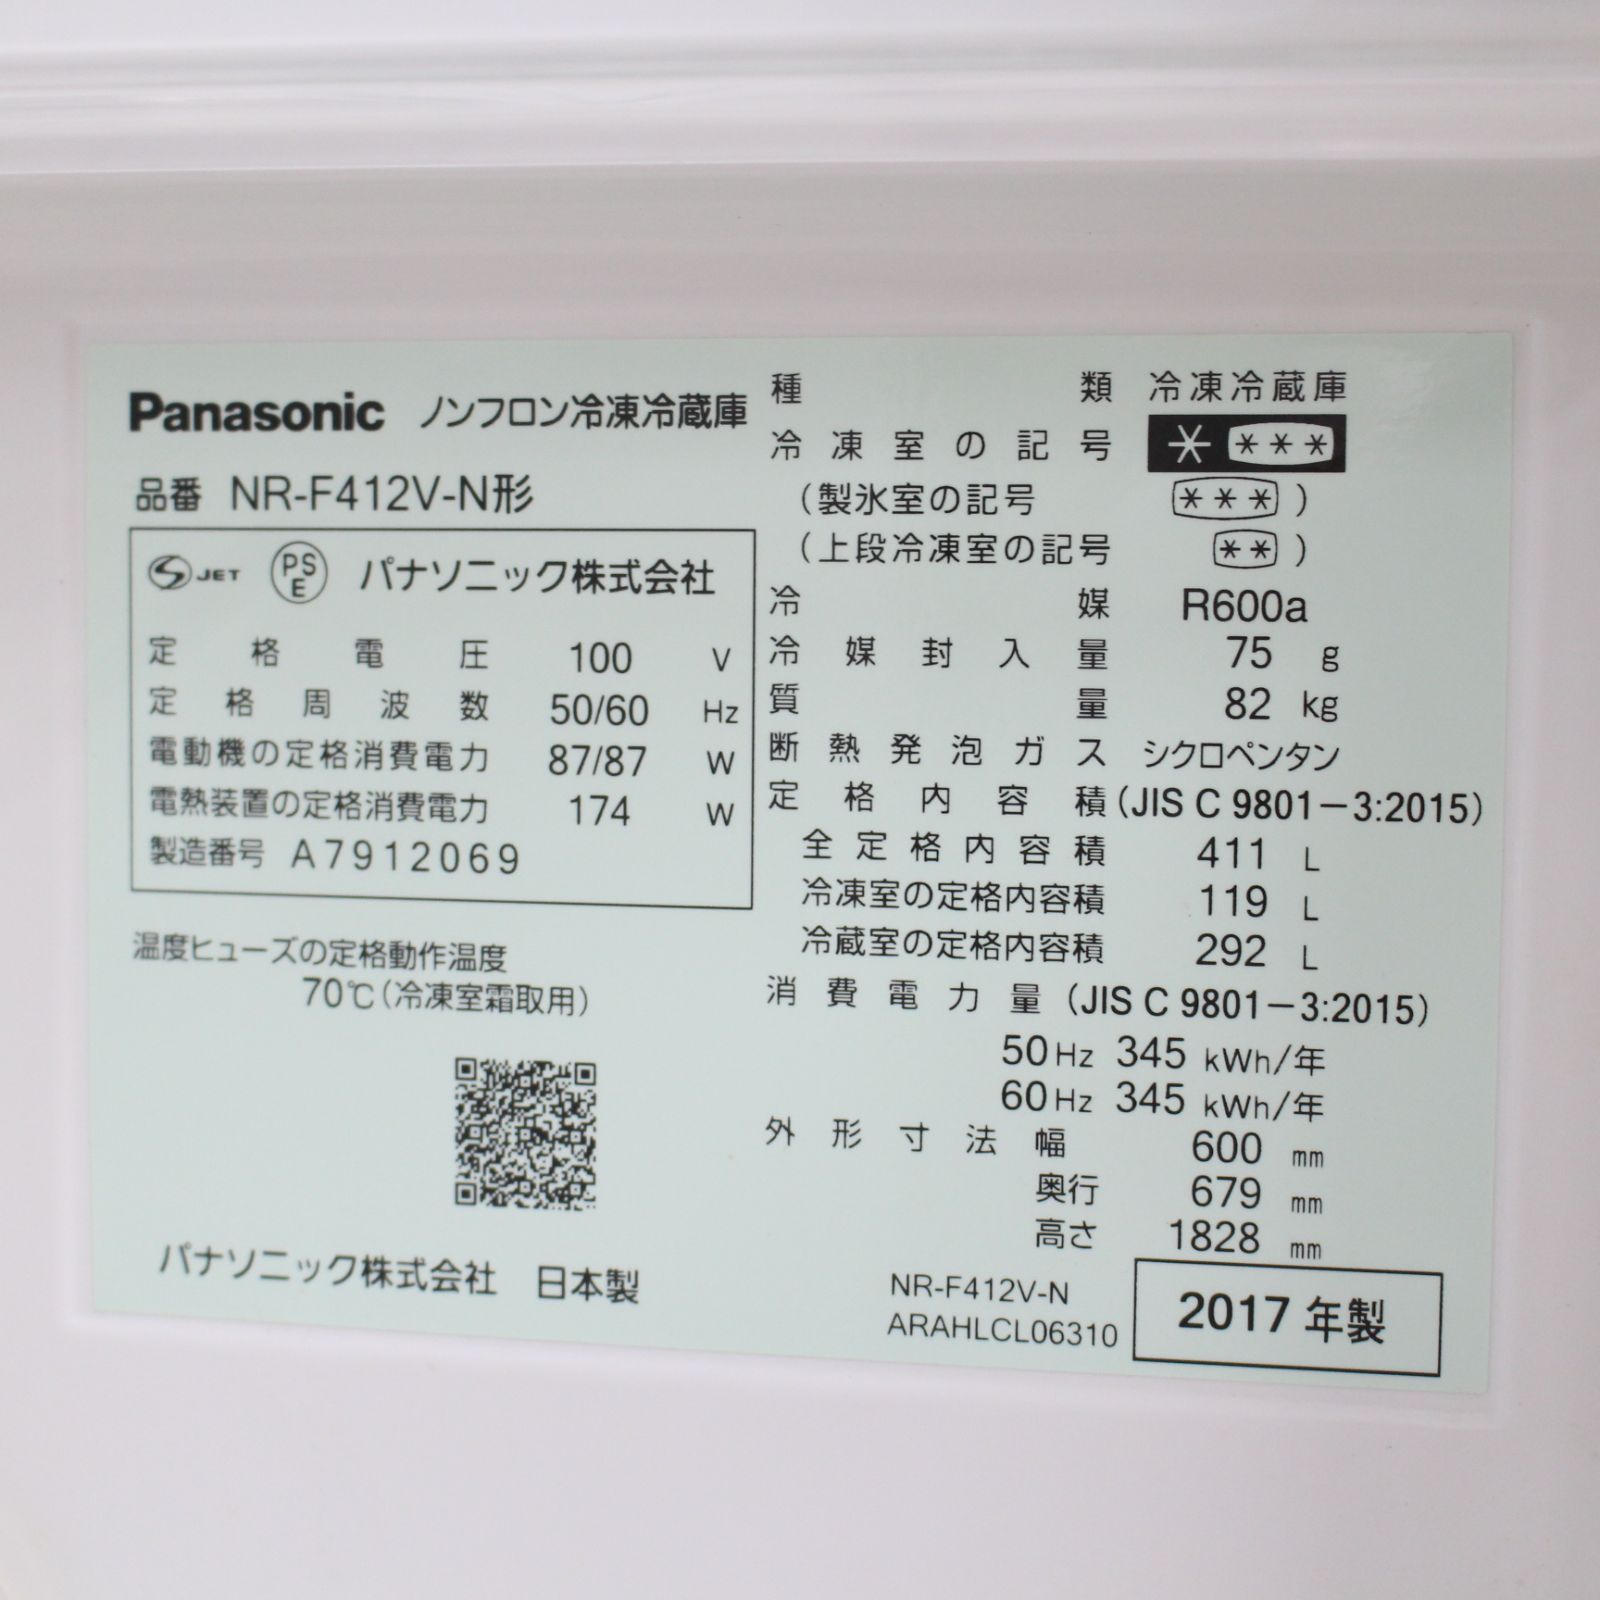 Panasonic ノンフロン冷凍冷蔵庫
品番 NR-F412V-N形
S JET PSE パナソニック株式会社
定格電圧 100 V
定格周波数 50/60 Hz
電動機の定格消費電力 87/87 W
電熱装置の定格消費電力 174 W
製造番号 A7912069
温度ヒューズの定格動作温度
70℃(冷凍室霜取用)
パナソニック株式会社 日本製
種類 冷凍冷蔵庫
冷凍室の記号 * ***
(製氷室の記号 ***)
(上段冷凍室の記号 **)
冷媒 R600a
冷媒封入量 75 g
質量 82 kg
断熱発泡ガス シクロペンタン
定格内容積(JIS C 9801-3:2015)
全定格内容積 411 L
冷凍室の定格内容積 119 L
冷蔵室の定格内容積 292 L
消費電力量(JIS C 9801-3:2015)
50Hz 345 kWh/年
60Hz 345 kWh/年
外形寸法幅 600 mm
奥行 679 mm
高さ 1828 mm
NR-F412V-N
ARAHLCL06310
2017年製